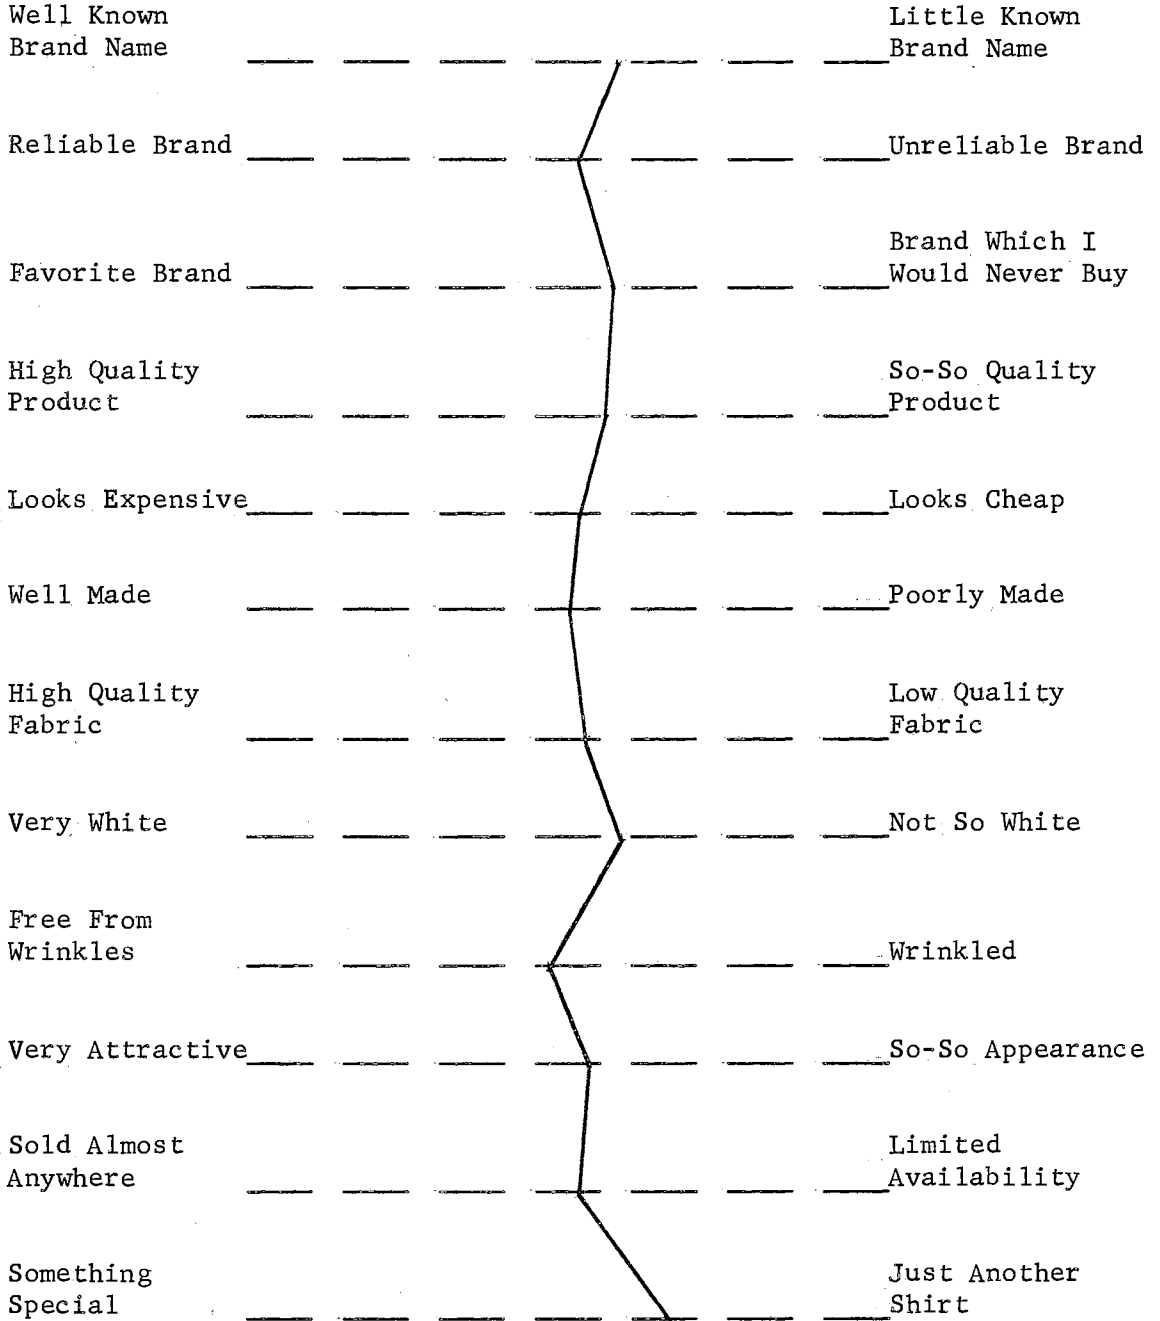 Well Known Little Known
Brand Name Brand Name
Reliable Brand Unreliable Brand
Brand Which I
Favorite Brand Would Never Buy
High Quality So-So Quality
Product Product
Looks Expensive Looks Cheap
Well Made Poorly Made
High Quality Low Quality
Fabric Fabric
Very White Not So White
Free From
Wrinkles Wrinkled
Very Attractive So-So Appearance
Sold Almost Limited
Anywhere Availability
Something Just Another
Special Shirt